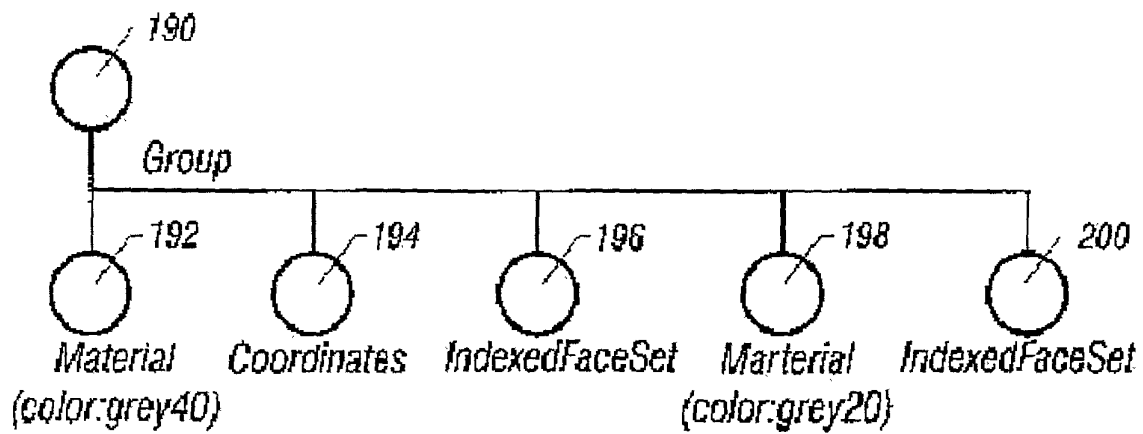 190
Group
192
194
196
198
200
Material
(color:grey40)
Coordinates
IndexedFaceSet
Marterial
(color:grey20)
IndexedFaceSet